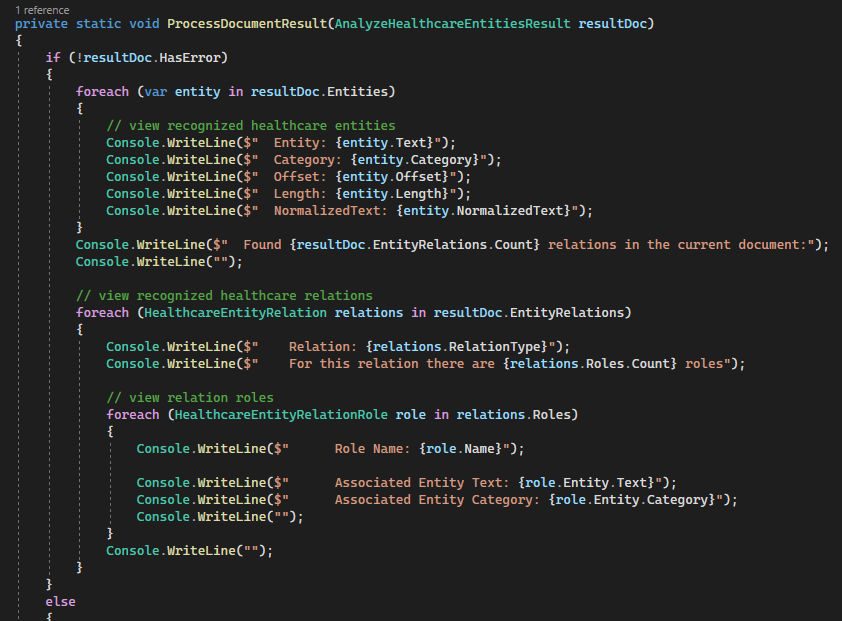 1 reference
private static void ProcessDocumentResult(AnalyzeHealthcareEntitiesResult resultDoc)
{
    if (!resultDoc.HasError)
    {
        foreach (var entity in resultDoc.Entities)
        {
            // view recognized healthcare entities
            Console.WriteLine($"  Entity: {entity.Text}");
            Console.WriteLine($"  Category: {entity.Category}");
            Console.WriteLine($"  Offset: {entity.Offset}");
            Console.WriteLine($"  Length: {entity.Length}");
            Console.WriteLine($"  NormalizedText: {entity.NormalizedText}");
        }
        Console.WriteLine($"  Found {resultDoc.EntityRelations.Count} relations in the current document:");
        Console.WriteLine("");

        // view recognized healthcare relations
        foreach (HealthcareEntityRelation relations in resultDoc.EntityRelations)
        {
            Console.WriteLine($"    Relation: {relations.RelationType}");
            Console.WriteLine($"    For this relation there are {relations.Roles.Count} roles");

            // view relation roles
            foreach (HealthcareEntityRelationRole role in relations.Roles)
            {
                Console.WriteLine($"      Role Name: {role.Name}");

                Console.WriteLine($"      Associated Entity Text: {role.Entity.Text}");
                Console.WriteLine($"      Associated Entity Category: {role.Entity.Category}");
                Console.WriteLine("");
            }
            Console.WriteLine("");
        }
    }
    else
    {